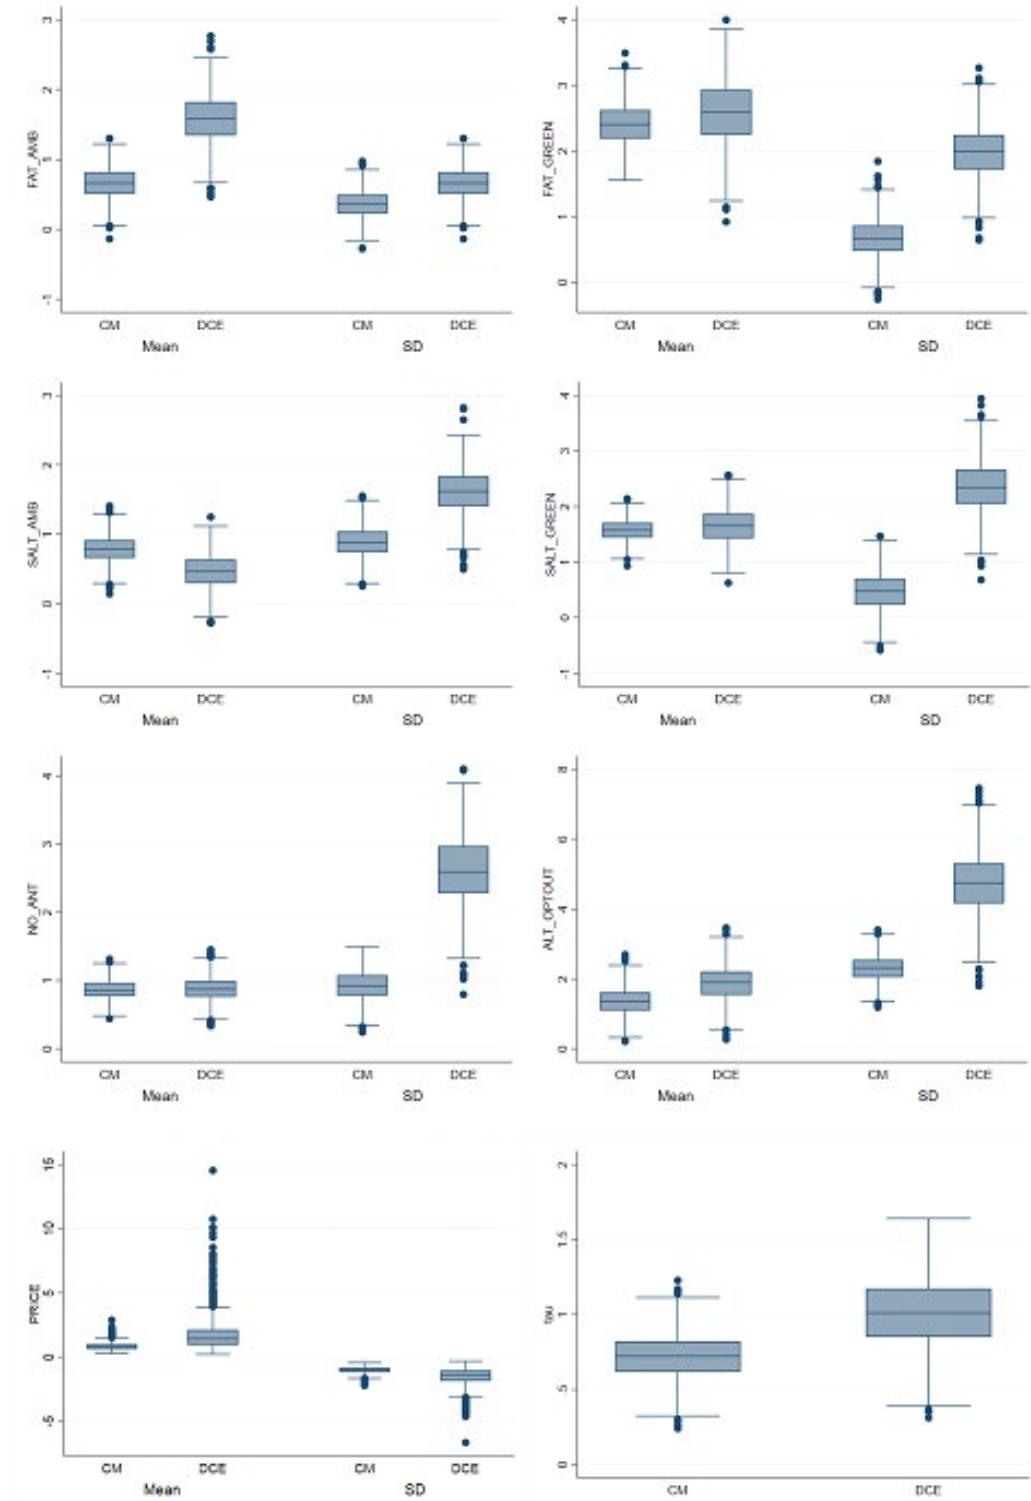 FAT_AMB
3
2
1
0
-1
CM DCE CM DCE
Mean SD
FAT_GREEN
4
3
2
1
0
CM DCE CM DCE
Mean SD
SALT_AMB
3
2
1
0
-1
CM DCE CM DCE
Mean SD
SALT_GREEN
4
3
2
1
0
-1
CM DCE CM DCE
Mean SD
NO_ANT
4
3
2
1
0
CM DCE CM DCE
Mean SD
ALT_OPTOUT
8
6
4
2
0
CM DCE CM DCE
Mean SD
PRICE
15
10
5
0
-5
CM DCE CM DCE
Mean SD
tau
2
1.5
1
.5
0
CM DCE